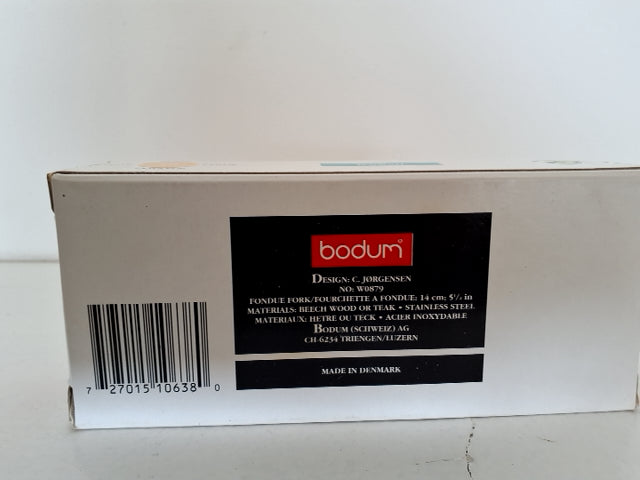 bodum
DESIGN: C. JØRGENSEN
NO: W0879
FONDUE FORK/FOURCHETTE A FONDUE: 14 cm: 5½ in
MATERIALS: BEECH WOOD OR TEAK • STAINLESS STEEL
MATERIAUX: HETRE OU TECK • ACIER INOXYDABLE
BODUM (SCHWEIZ) AG
CH-6234 TRIENGEN/LUZERN
MADE IN DENMARK
7 27015 10638 0